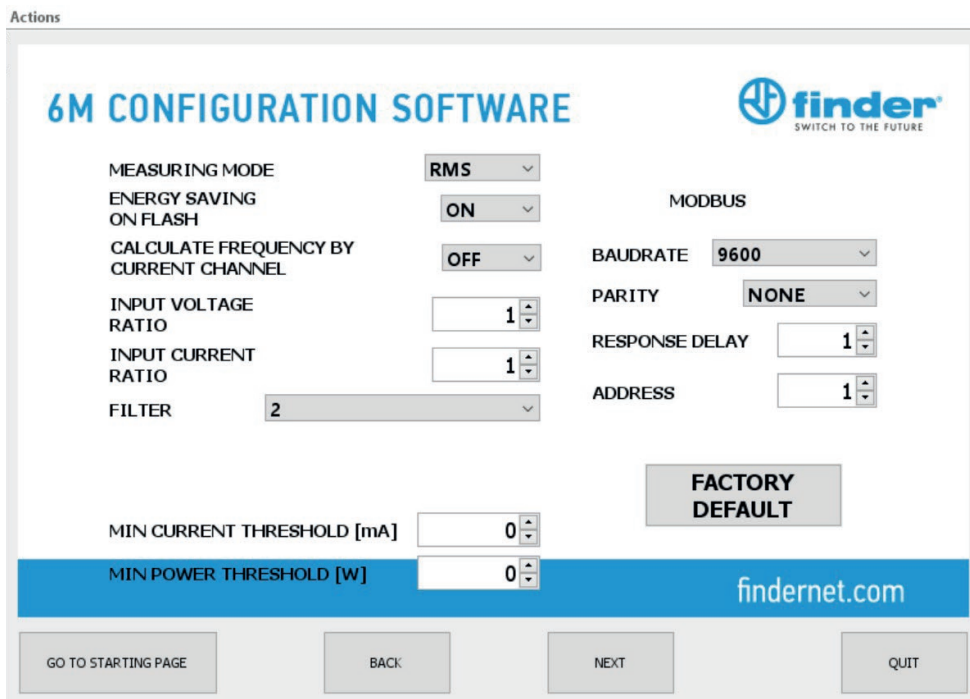 Actions
6M CONFIGURATION SOFTWARE
finder
SWITCH TO THE FUTURE
MEASURING MODE
RMS
ENERGY SAVING
ON FLASH
ON
CALCULATE FREQUENCY BY
CURRENT CHANNEL
OFF
INPUT VOLTAGE
RATIO
1
INPUT CURRENT
RATIO
1
FILTER
2
MIN CURRENT THRESHOLD [mA]
0
MIN POWER THRESHOLD [W]
0
MODBUS
BAUDRATE
9600
PARITY
NONE
RESPONSE DELAY
1
ADDRESS
1
FACTORY
DEFAULT
findernet.com
GO TO STARTING PAGE
BACK
NEXT
QUIT